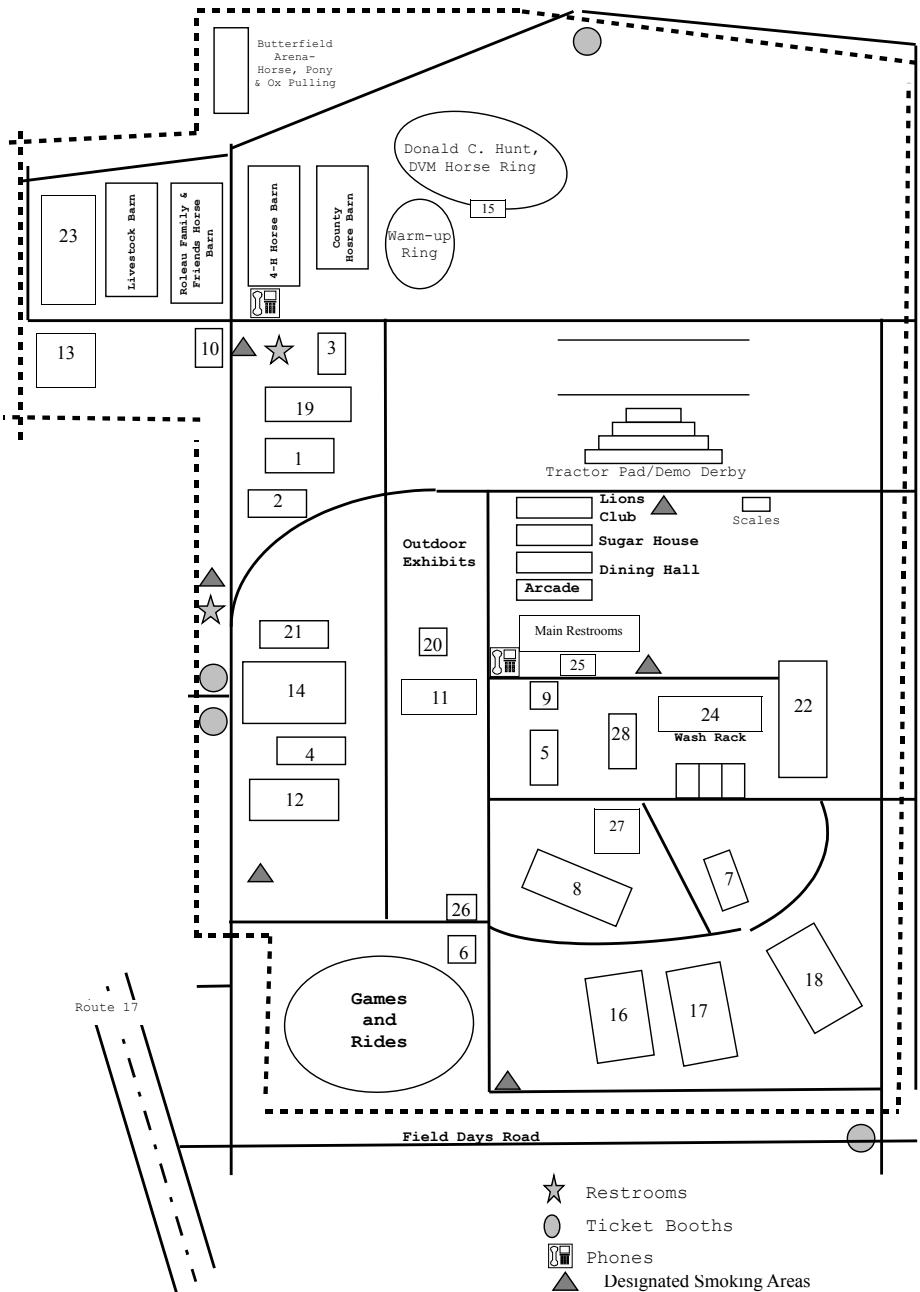 Butterfield
Arena-
Horse, Pony
& Ox Pulling
Donald C. Hunt,
DVM Horse Ring
15
Warm-up
Ring
23
Livestock Barn
Roleau Family &
Friends Horse
Barn
4-H Horse Barn
County
Hosre Barn
13
10
3
19
1
2
Tractor Pad/Demo Derby
Lions
Club
Scales
Sugar House
Dining Hall
Arcade
Outdoor
Exhibits
Main Restrooms
21
20
25
14
11
9
24
22
Wash Rack
28
5
4
12
27
8
7
26
6
18
16
17
Games
and
Rides
Route 17
Field Days Road
Restrooms
Ticket Booths
Phones
Designated Smoking Areas